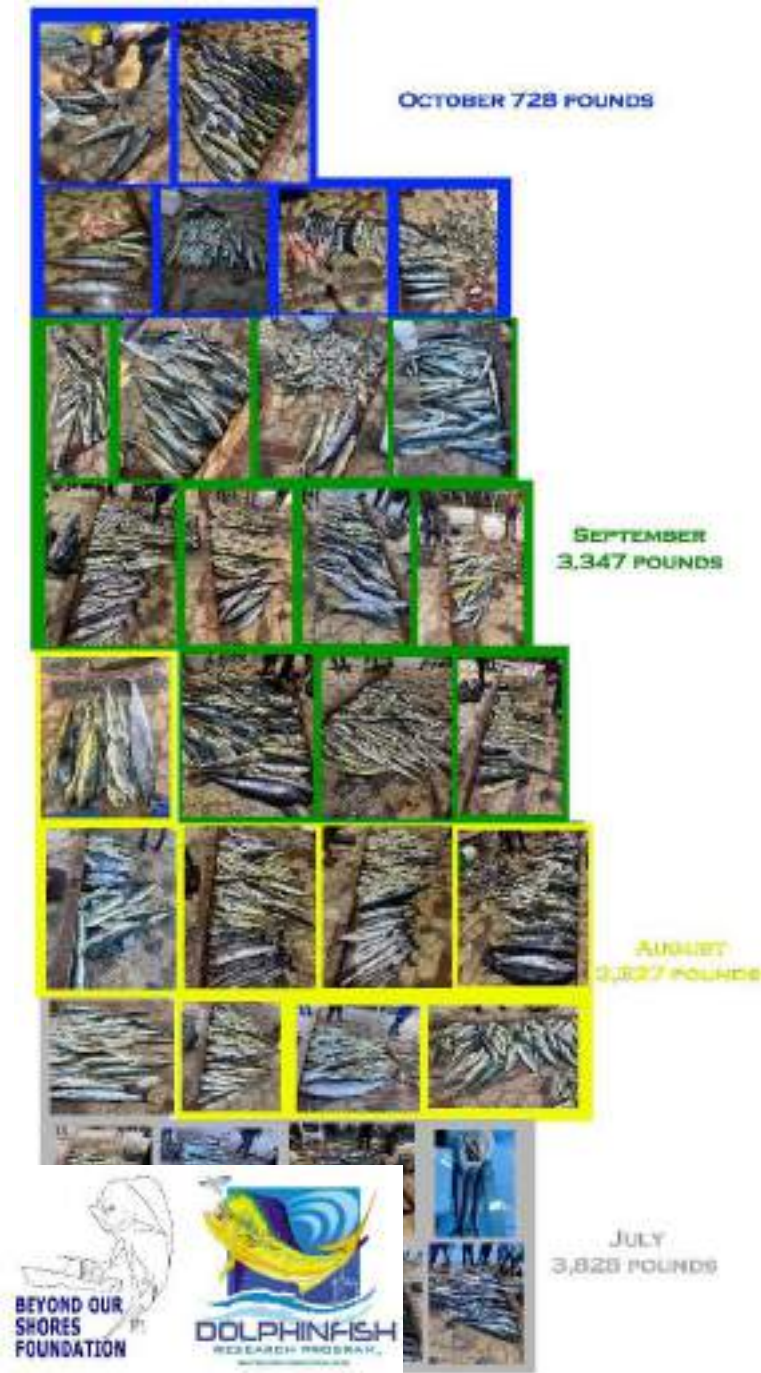 OCTOBER 728 POUNDS
SEPTEMBER
3,347 POUNDS
AUGUST
POUNDS
JULY
3,828 POUNDS
BEYOND OUR
SHORES
FOUNDATION
DOLPHINFISH
RESEARCH PROGRAM